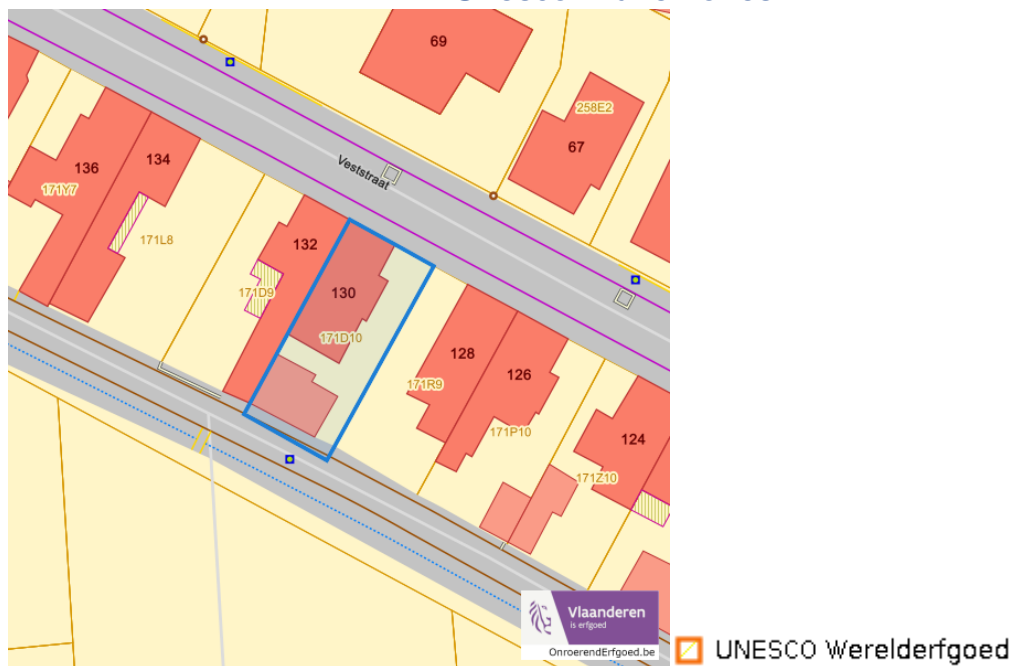 69
258E2
67
Veststraat
136
134
171Y7
171L8
132
171D9
130
171D10
128
126
171R9
171P10
124
171Z10
Vlaanderen
is erfgoed
OnroerendErfgoed.be
UNESCO Werelderfgoed